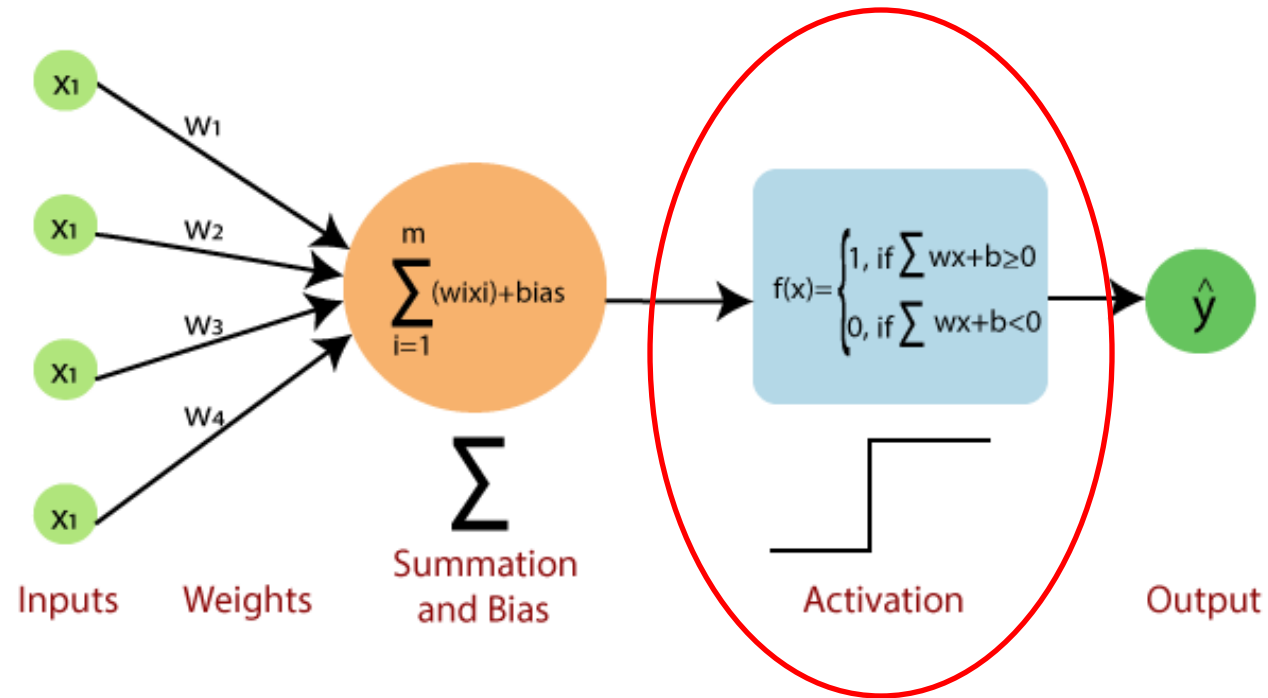 x1
w1
x1
w2
x1
w3
x1
w4
m
∑(wixi)+bias
i=1
∑
f(x)={1, if ∑ wx+b≥0
0, if ∑ wx+b<0
ŷ
Inputs
Weights
Summation
and Bias
Activation
Output